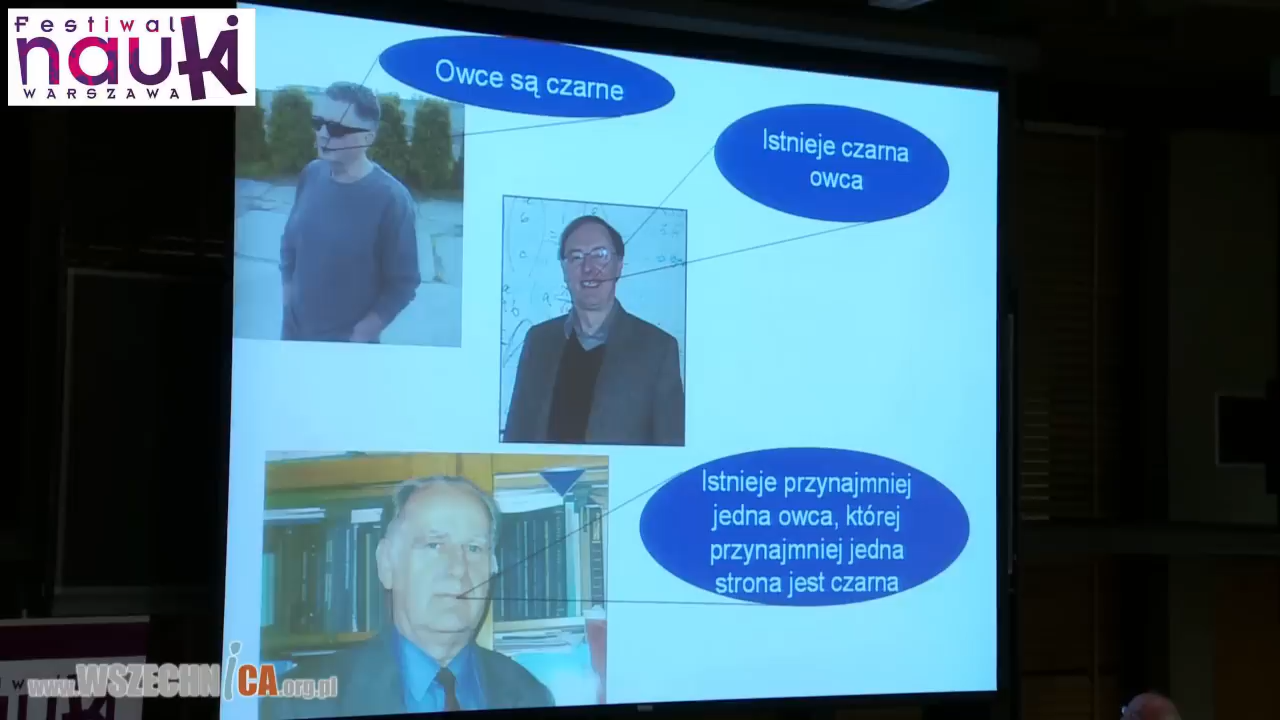 Festiwal
nauki
WARSZAWA
Owce są czarne
Istnieje czarna
owca
Istnieje przynajmniej
jedna owca, której
przynajmniej jedna
strona jest czarna
www.WSZECHNiCA.org.pl